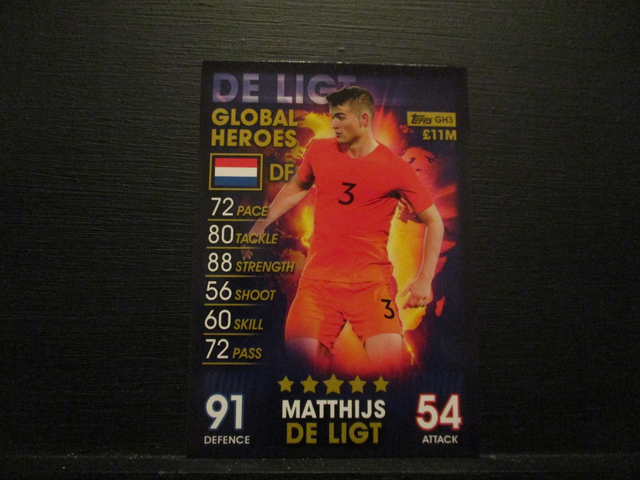 DE LIGT
GLOBAL
HEROES
Topps GH3
£11M
DF
72 PACE
80 TACKLE
88 STRENGTH
56 SHOOT
60 SKILL
72 PASS
3
3
91
DEFENCE
MATTHIJS
DE LIGT
54
ATTACK